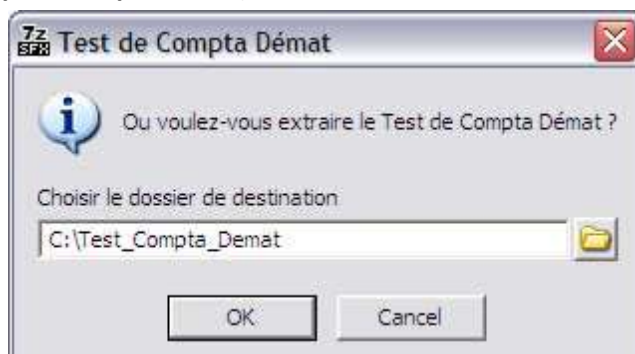 7z SFX Test de Compta Démat
Ou voulez-vous extraire le Test de Compta Démat ?
Choisir le dossier de destination
C:\Test_Compta_Demat
OK Cancel